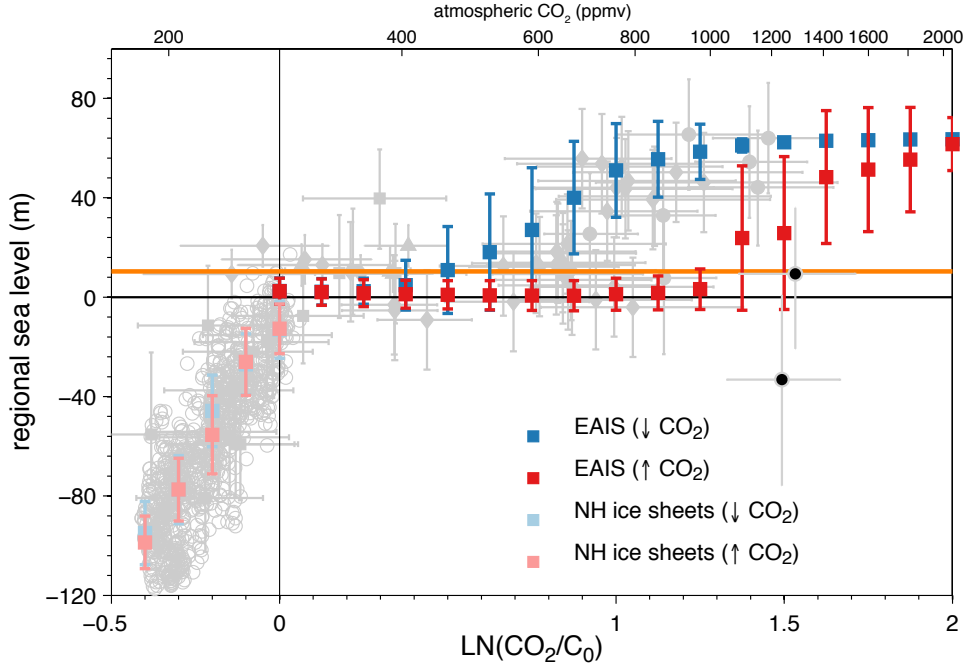 atmospheric CO₂ (ppmv)
200 400 600 800 1000 1200 1400 1600 2000
regional sea level (m)
80
40
0
−40
−80
−120
EAIS (↓ CO₂)
EAIS (↑ CO₂)
NH ice sheets (↓ CO₂)
NH ice sheets (↑ CO₂)
−0.5 0 0.5 1 1.5 2
LN(CO₂/C₀)